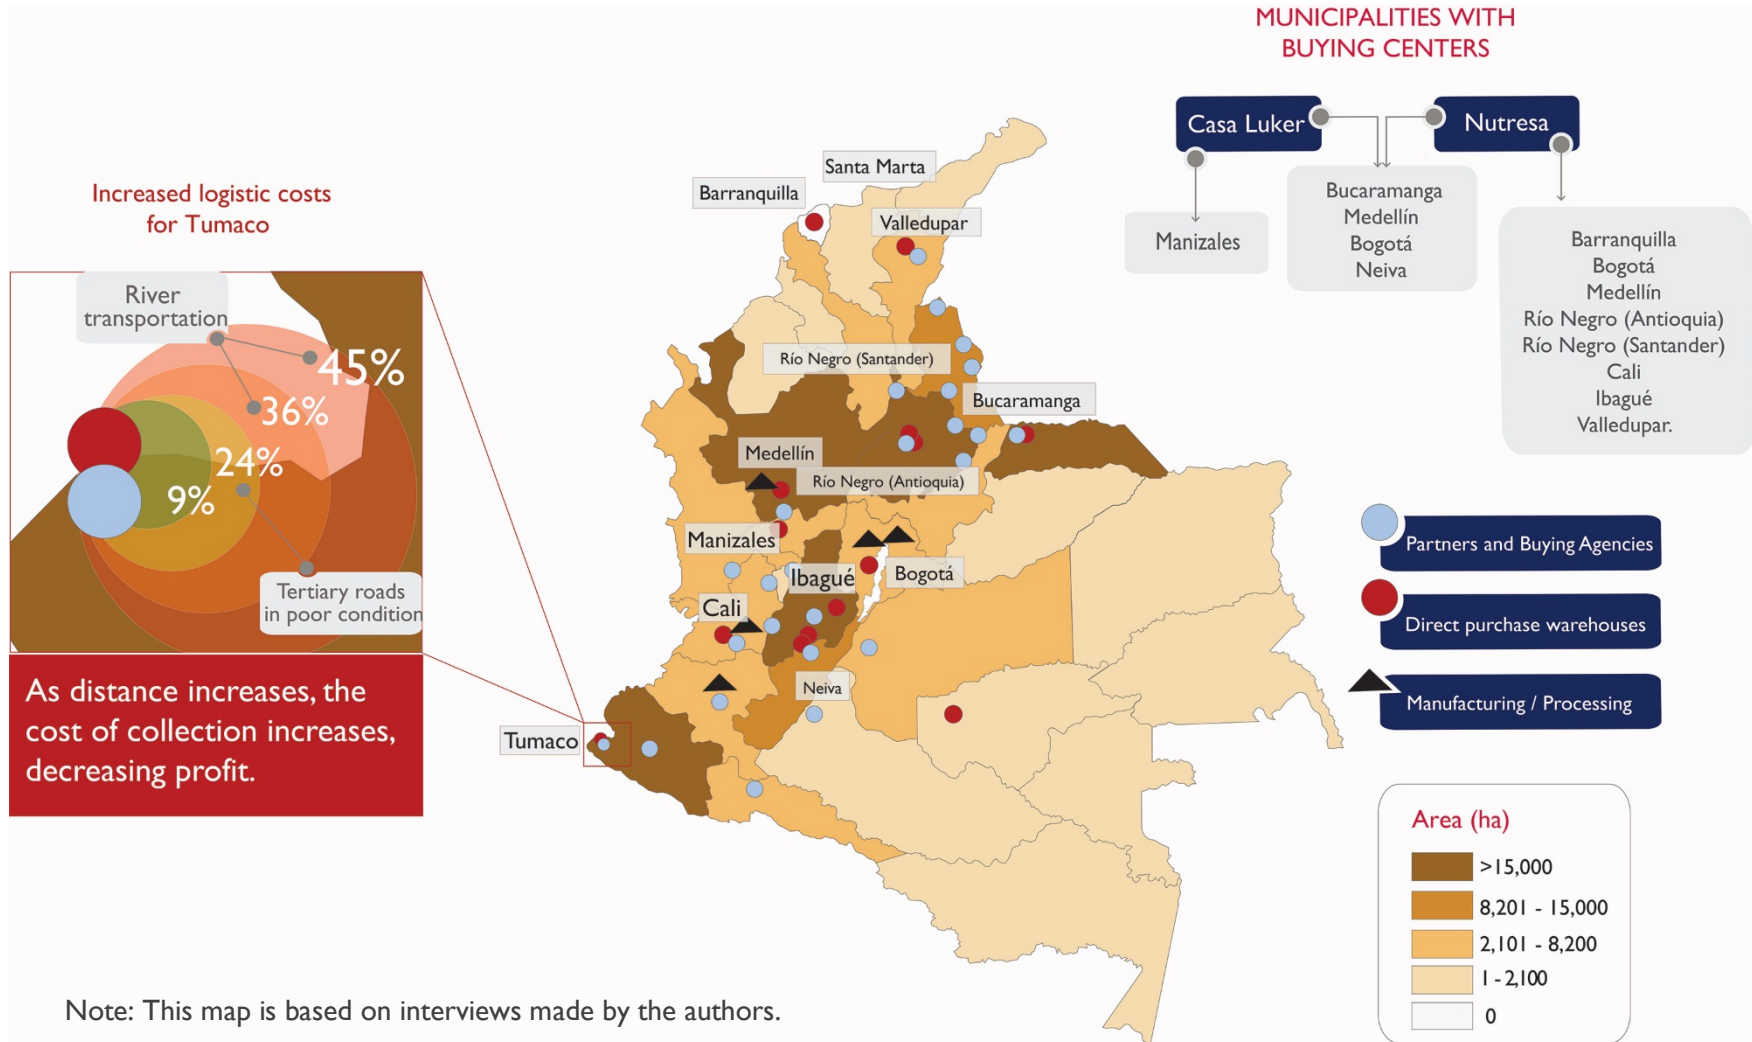 MUNICIPALITIES WITH
BUYING CENTERS
Casa Luker
Nutresa
Manizales
Bucaramanga
Medellín
Bogotá
Neiva
Barranquilla
Bogotá
Medellín
Río Negro (Antioquia)
Río Negro (Santander)
Cali
Ibagué
Valledupar.
Increased logistic costs
for Tumaco
River
transportation
45%
36%
24%
9%
Tertiary roads
in poor condition
As distance increases, the
cost of collection increases,
decreasing profit.
Santa Marta
Barranquilla
Valledupar
Río Negro (Santander)
Bucaramanga
Medellín
Río Negro (Antioquia)
Manizales
Ibagué
Bogotá
Cali
Neiva
Tumaco
Partners and Buying Agencies
Direct purchase warehouses
Manufacturing / Processing
Area (ha)
>15,000
8,201 - 15,000
2,101 - 8,200
1 - 2,100
0
Note: This map is based on interviews made by the authors.